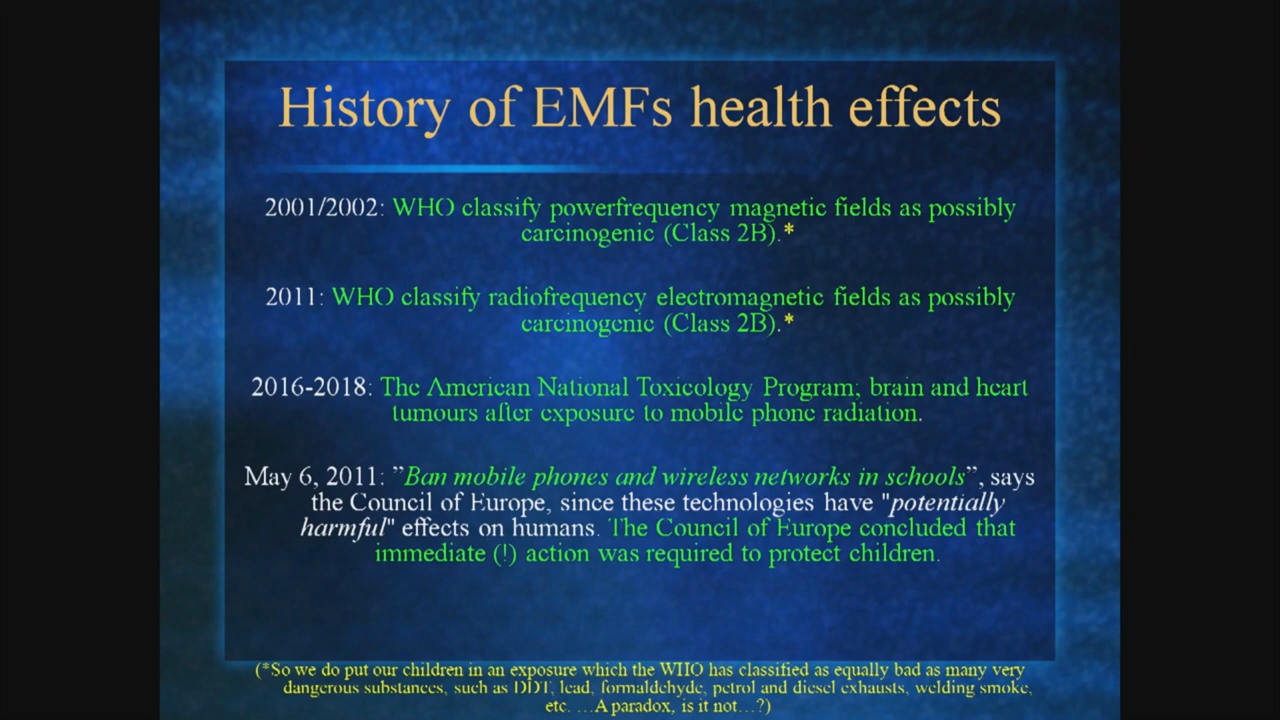 History of EMFs health effects
2001/2002: WHO classify powerfrequency magnetic fields as possibly
carcinogenic (Class 2B).*
2011: WHO classify radiofrequency electromagnetic fields as possibly
carcinogenic (Class 2B).*
2016-2018: The American National Toxicology Program; brain and heart
tumours after exposure to mobile phone radiation.
May 6, 2011: ”Ban mobile phones and wireless networks in schools”, says
the Council of Europe, since these technologies have "potentially
harmful" effects on humans. The Council of Europe concluded that
immediate (!) action was required to protect children.
(*So we do put our children in an exposure which the WHO has classified as equally bad as many very
dangerous substances, such as DDT, lead, formaldehyde, petrol and diesel exhausts, welding smoke,
etc. …A paradox, is it not…?)